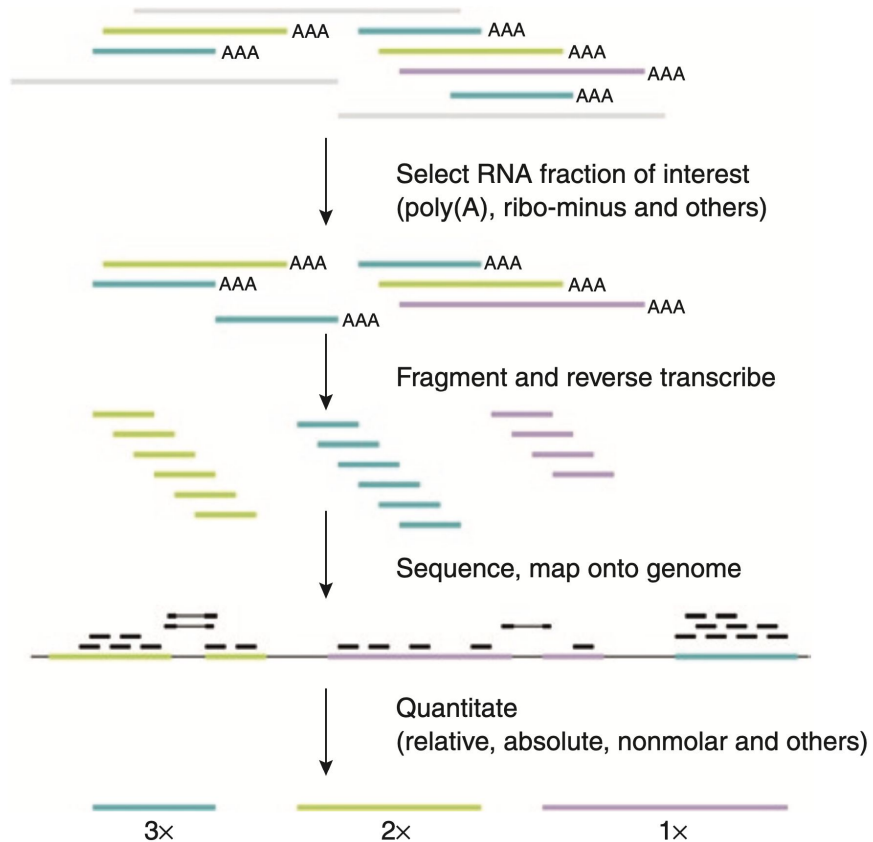 AAA
AAA
AAA
AAA
AAA
AAA
Select RNA fraction of interest
(poly(A), ribo-minus and others)
AAA
AAA
AAA
AAA
AAA
AAA
Fragment and reverse transcribe
Sequence, map onto genome
Quantitate
(relative, absolute, nonmolar and others)
3×
2×
1×